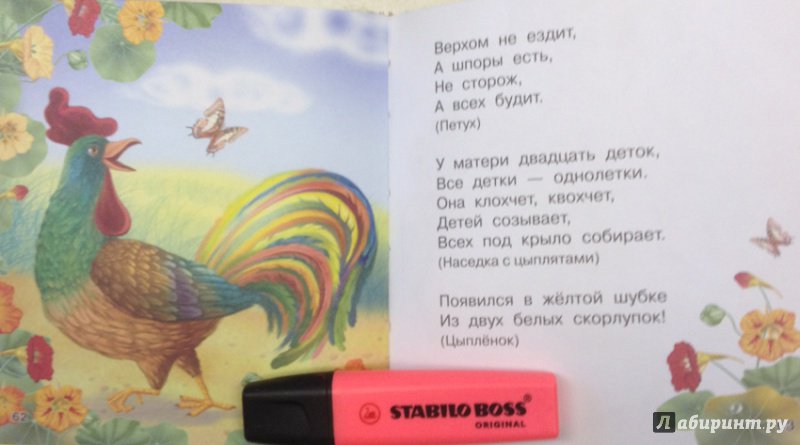 Верхом не ездит,
А шпоры есть,
Не сторож,
А всех будит.
(Петух)
У матери двадцать деток,
Все детки — однолетки.
Она клохчет, квохчет,
Детей созывает,
Всех под крыло собирает.
(Наседка с цыплятами)
Появился в жёлтой шубке
Из двух белых скорлупок!
(Цыплёнок)
62
STABILO BOSS®
ORIGINAL
Лабиринт.ру